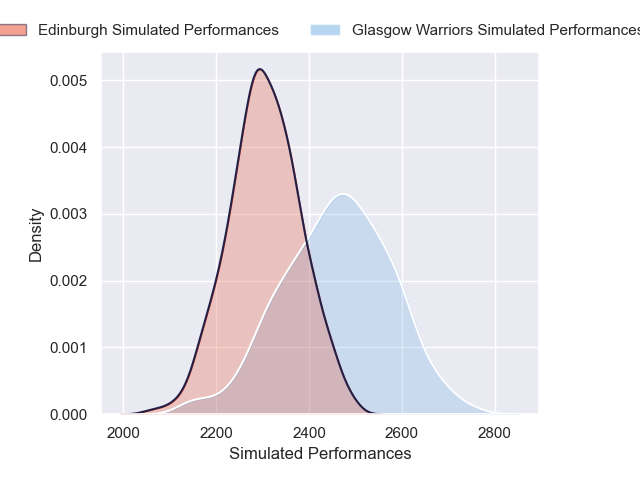 Edinburgh Simulated Performances Glasgow Warriors Simulated Performances
0.005
0.004
0.003
0.002
0.001
0.000
Density
2000 2200 2400 2600 2800
Simulated Performances